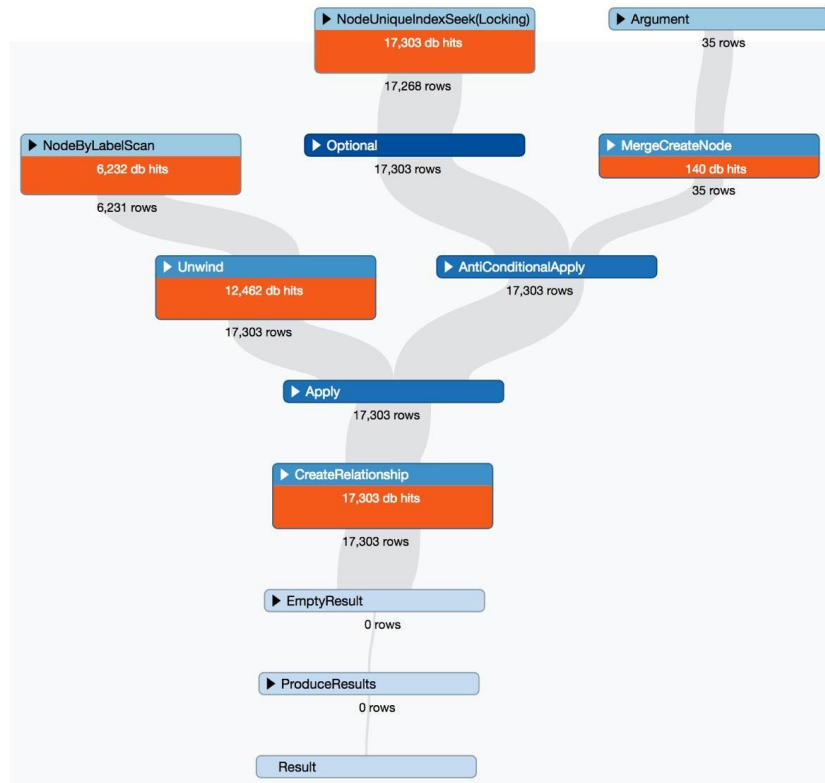 NodeUniqueIndexSeek(Locking)
17,303 db hits
17,268 rows
Argument
35 rows
NodeByLabelScan
6,232 db hits
6,231 rows
Optional
17,303 rows
MergeCreateNode
140 db hits
35 rows
Unwind
12,462 db hits
17,303 rows
AntiConditionalApply
17,303 rows
Apply
17,303 rows
CreateRelationship
17,303 db hits
17,303 rows
EmptyResult
0 rows
ProduceResults
0 rows
Result